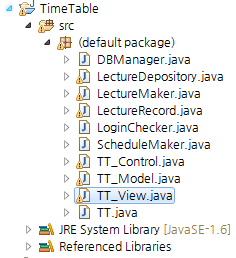 TimeTable
src
(default package)
DBManager.java
LectureDepository.java
LectureMaker.java
LectureRecord.java
LoginChecker.java
ScheduleMaker.java
TT_Control.java
TT_Model.java
TT_View.java
TT.java
JRE System Library [JavaSE-1.6]
Referenced Libraries